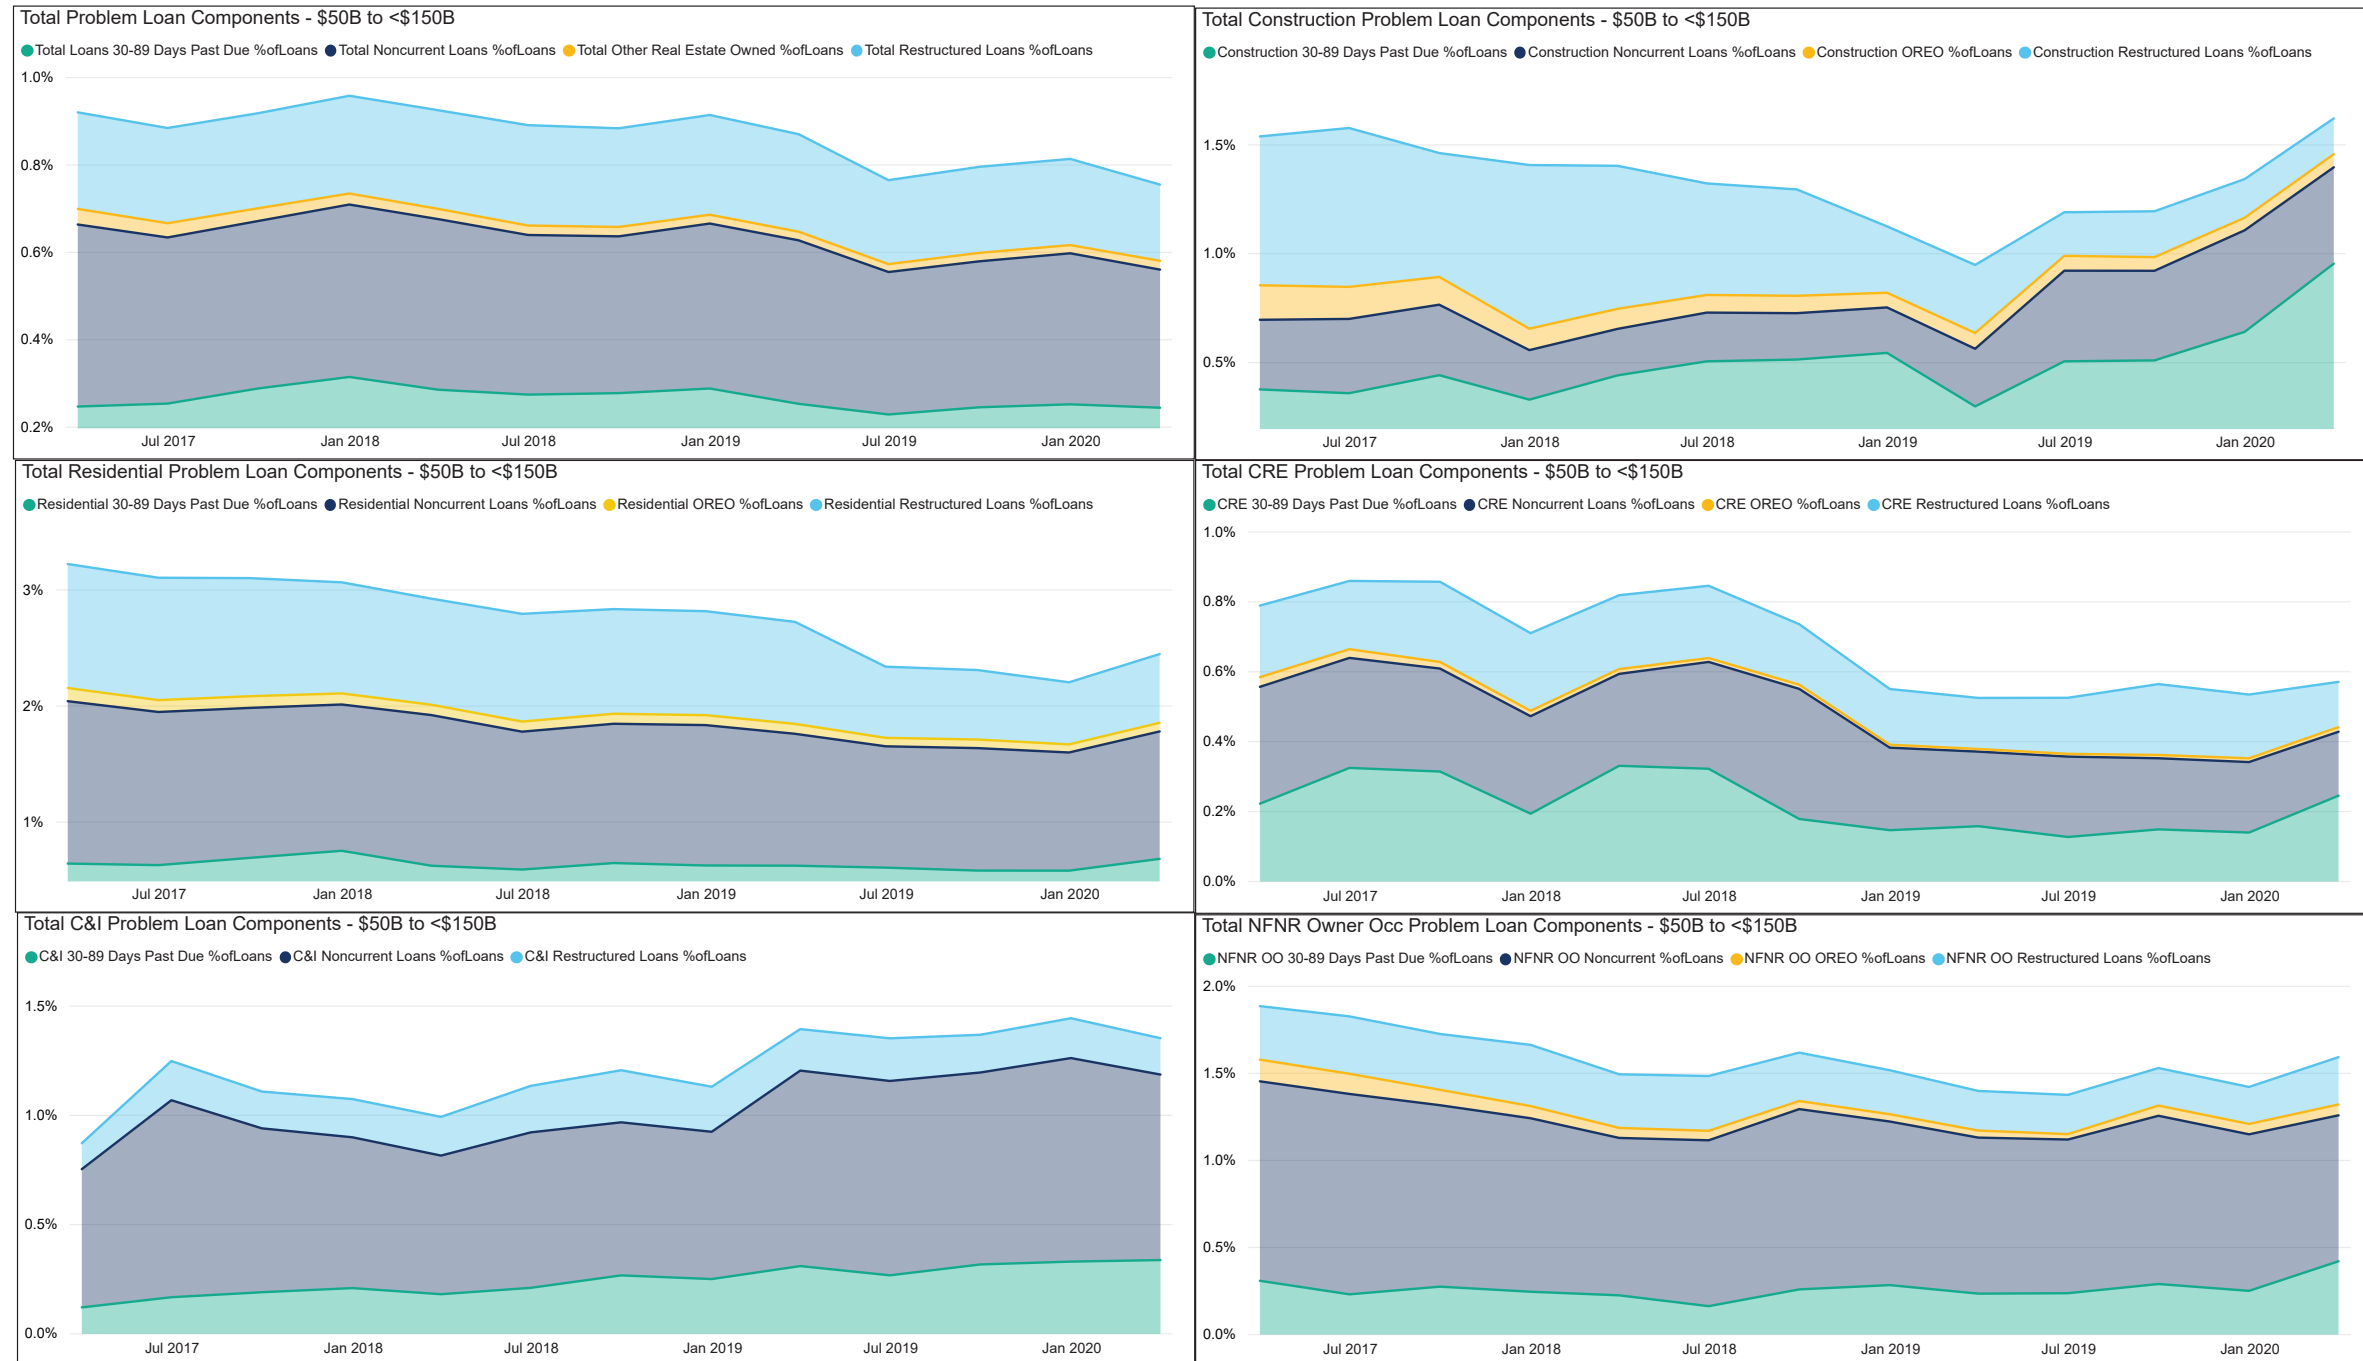 Total Problem Loan Components - $50B to <$150B
Total Loans 30-89 Days Past Due %ofLoans Total Noncurrent Loans %ofLoans Total Other Real Estate Owned %ofLoans Total Restructured Loans %ofLoans
1.0%
0.8%
0.6%
0.4%
0.2%
Jul 2017 Jan 2018 Jul 2018 Jan 2019 Jul 2019 Jan 2020
Total Construction Problem Loan Components - $50B to <$150B
Construction 30-89 Days Past Due %ofLoans Construction Noncurrent Loans %ofLoans Construction OREO %ofLoans Construction Restructured Loans %ofLoans
1.5%
1.0%
0.5%
Jul 2017 Jan 2018 Jul 2018 Jan 2019 Jul 2019 Jan 2020
Total Residential Problem Loan Components - $50B to <$150B
Residential 30-89 Days Past Due %ofLoans Residential Noncurrent Loans %ofLoans Residential OREO %ofLoans Residential Restructured Loans %ofLoans
3%
2%
1%
Jul 2017 Jan 2018 Jul 2018 Jan 2019 Jul 2019 Jan 2020
Total CRE Problem Loan Components - $50B to <$150B
CRE 30-89 Days Past Due %ofLoans CRE Noncurrent Loans %ofLoans CRE OREO %ofLoans CRE Restructured Loans %ofLoans
1.0%
0.8%
0.6%
0.4%
0.2%
0.0%
Jul 2017 Jan 2018 Jul 2018 Jan 2019 Jul 2019 Jan 2020
Total C&I Problem Loan Components - $50B to <$150B
C&I 30-89 Days Past Due %ofLoans C&I Noncurrent Loans %ofLoans C&I Restructured Loans %ofLoans
1.5%
1.0%
0.5%
0.0%
Jul 2017 Jan 2018 Jul 2018 Jan 2019 Jul 2019 Jan 2020
Total NFNR Owner Occ Problem Loan Components - $50B to <$150B
NFNR OO 30-89 Days Past Due %ofLoans NFNR OO Noncurrent %ofLoans NFNR OO OREO %ofLoans NFNR OO Restructured Loans %ofLoans
2.0%
1.5%
1.0%
0.5%
0.0%
Jul 2017 Jan 2018 Jul 2018 Jan 2019 Jul 2019 Jan 2020